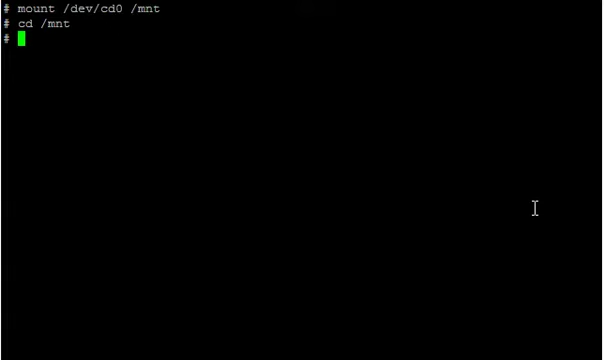 # mount /dev/cd0 /mnt
# cd /mnt
#